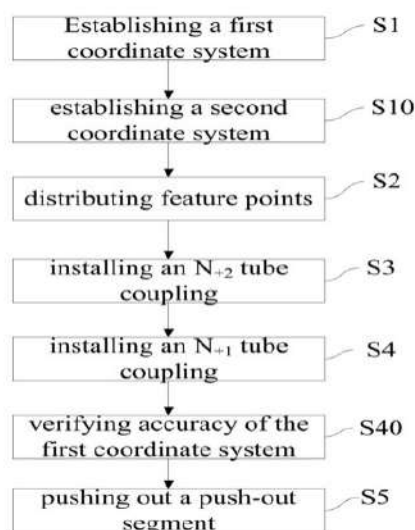 Establishing a first
coordinate system
S1
establishing a second
coordinate system
S10
distributing feature points
S2
installing an N+2 tube
coupling
S3
installing an N+1 tube
coupling
S4
verifying accuracy of the
first coordinate system
S40
pushing out a push-out
segment
S5